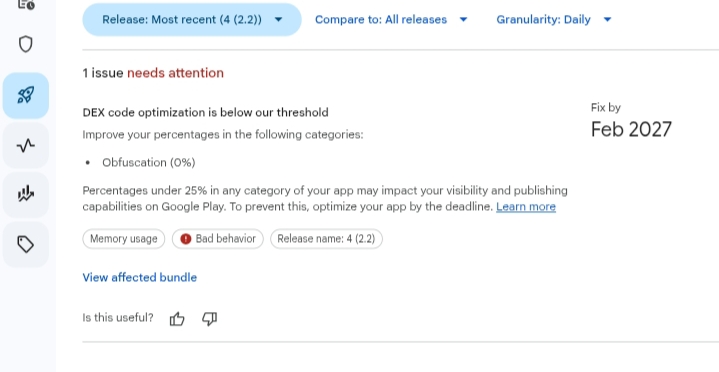 Release: Most recent (4 (2.2))
Compare to: All releases
Granularity: Daily
1 issue needs attention
DEX code optimization is below our threshold
Fix by
Improve your percentages in the following categories:
Feb 2027
• Obfuscation (0%)
Percentages under 25% in any category of your app may impact your visibility and publishing
capabilities on Google Play. To prevent this, optimize your app by the deadline. Learn more
Memory usage
Bad behavior
Release name: 4 (2.2)
View affected bundle
Is this useful?